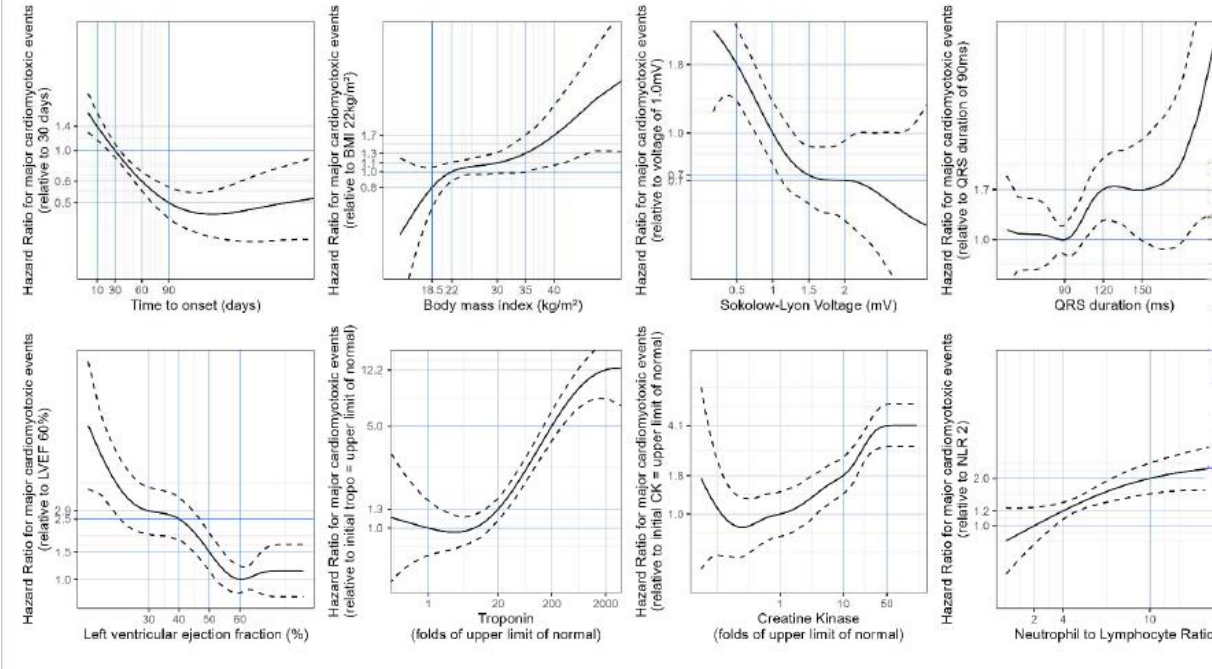 Hazard Ratio for major cardiomyotoxic events
(relative to 30 days)
1.4
1.0
0.6
0.5
10 30 60 90
Time to onset (days)
Hazard Ratio for major cardiomyotoxic events
(relative to BMI 22kg/m²)
1.7
1.3
1.1
1.0
0.8
18.5 22 30 35 40
Body mass index (kg/m²)
Hazard Ratio for major cardiomyotoxic events
(relative to voltage of 1.0mV)
1.8
1.0
0.7
0.5 1 1.5 2
Sokolow-Lyon Voltage (mV)
Hazard Ratio for major cardiomyotoxic events
(relative to QRS duration of 90ms)
1.7
1.0
90 120 150
QRS duration (ms)
Hazard Ratio for major cardiomyotoxic events
(relative to LVEF 60%)
2.9
2.5
1.5
1.0
30 40 50 60
Left ventricular ejection fraction (%)
Hazard Ratio for major cardiomyotoxic events
(relative to initial tropo = upper limit of normal)
12.2
5.0
1.3
1.0
1 20 200 2000
Troponin
(folds of upper limit of normal)
Hazard Ratio for major cardiomyotoxic events
(relative to initial CK = upper limit of normal)
4.1
1.8
1.0
1 10 50
Creatine Kinase
(folds of upper limit of normal)
Hazard Ratio for major cardiomyotoxic events
(relative to NLR 2)
2.0
1.2
1.0
2 4 10
Neutrophil to Lymphocyte Ratio